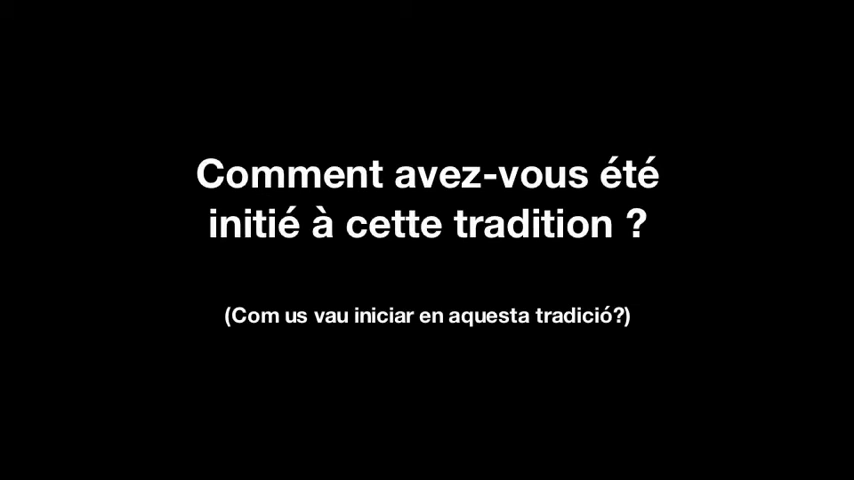 Comment avez-vous été
initié à cette tradition ?
(Com us vau iniciar en aquesta tradició?)